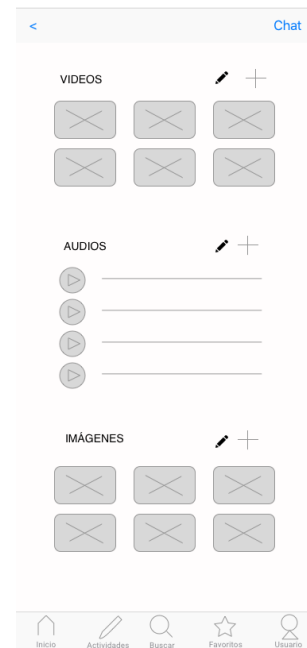 < Chat
VIDEOS
AUDIOS
IMÁGENES
Inicio Actividades Buscar Favoritos Usuario